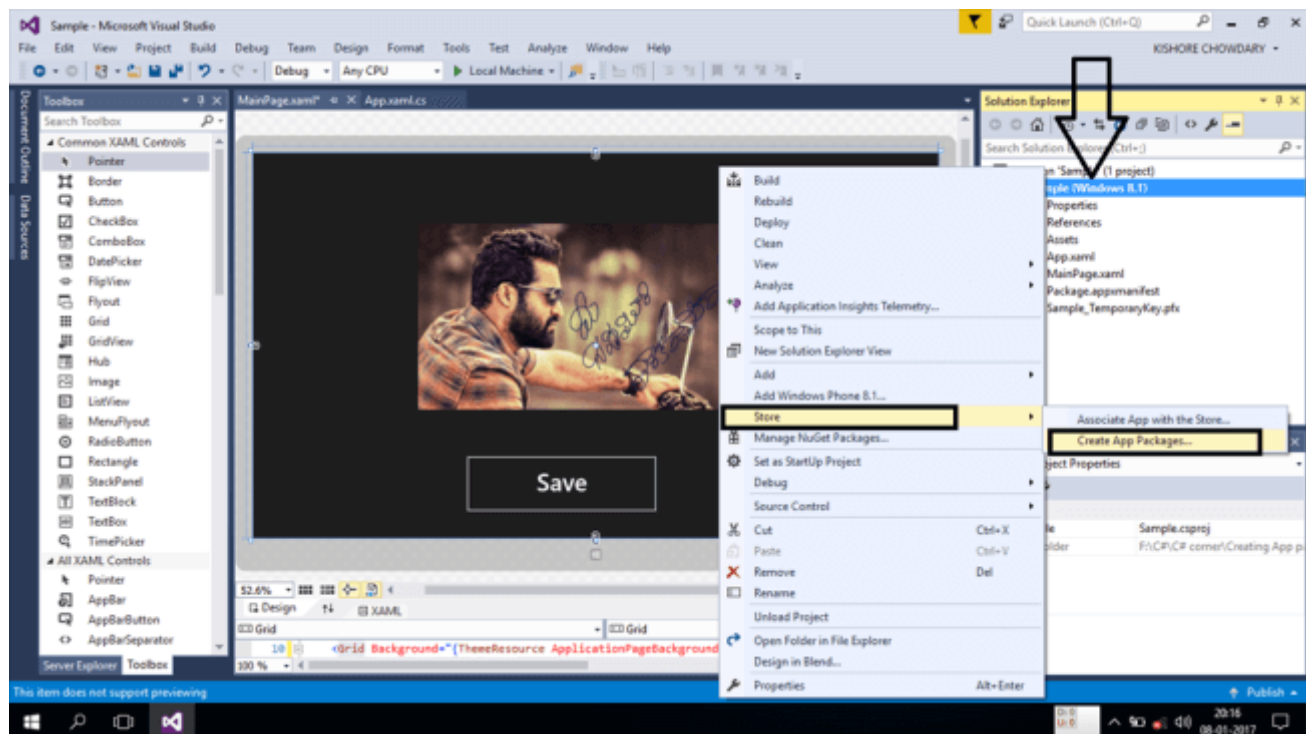 Sample - Microsoft Visual Studio
Quick Launch (Ctrl+Q)
File Edit View Project Build Debug Team Design Format Tools Test Analyze Window Help
KISHORE CHOWDARY
Debug Any CPU Local Machine
Document Outline
Data Sources
Toolbox
Search Toolbox
Common XAML Controls
Pointer
Border
Button
CheckBox
ComboBox
DatePicker
FlipView
Flyout
Grid
GridView
Hub
Image
ListView
MenuFlyout
RadioButton
Rectangle
StackPanel
TextBlock
TextBox
TimePicker
All XAML Controls
Pointer
AppBar
AppBarButton
AppBarSeparator
Server Explorer Toolbox
MainPage.xaml* App.xaml.cs
Save
52.6%
Design XAML
Grid Grid
10 <Grid Background="{ThemeResource ApplicationPageBackground
100 %
Build
Rebuild
Deploy
Clean
View
Analyze
Add Application Insights Telemetry...
Scope to This
New Solution Explorer View
Add
Add Windows Phone 8.1...
Store
Manage NuGet Packages...
Set as StartUp Project
Debug
Source Control
Cut Ctrl+X
Paste Ctrl+V
Remove Del
Rename
Unload Project
Open Folder in File Explorer
Design in Blend...
Properties Alt+Enter
Associate App with the Store...
Create App Packages...
Solution Explorer
Search Solution Explorer (Ctrl+;)
(1 project)
(Windows 8.1)
Properties
References
Assets
App.xaml
MainPage.xaml
Package.appxmanifest
Sample_TemporaryKey.pfx
Properties
Sample.csproj
F:\C#\C# corner\Creating App p
This item does not support previewing
Publish
D: 0
U: 0
20:16
08-01-2017